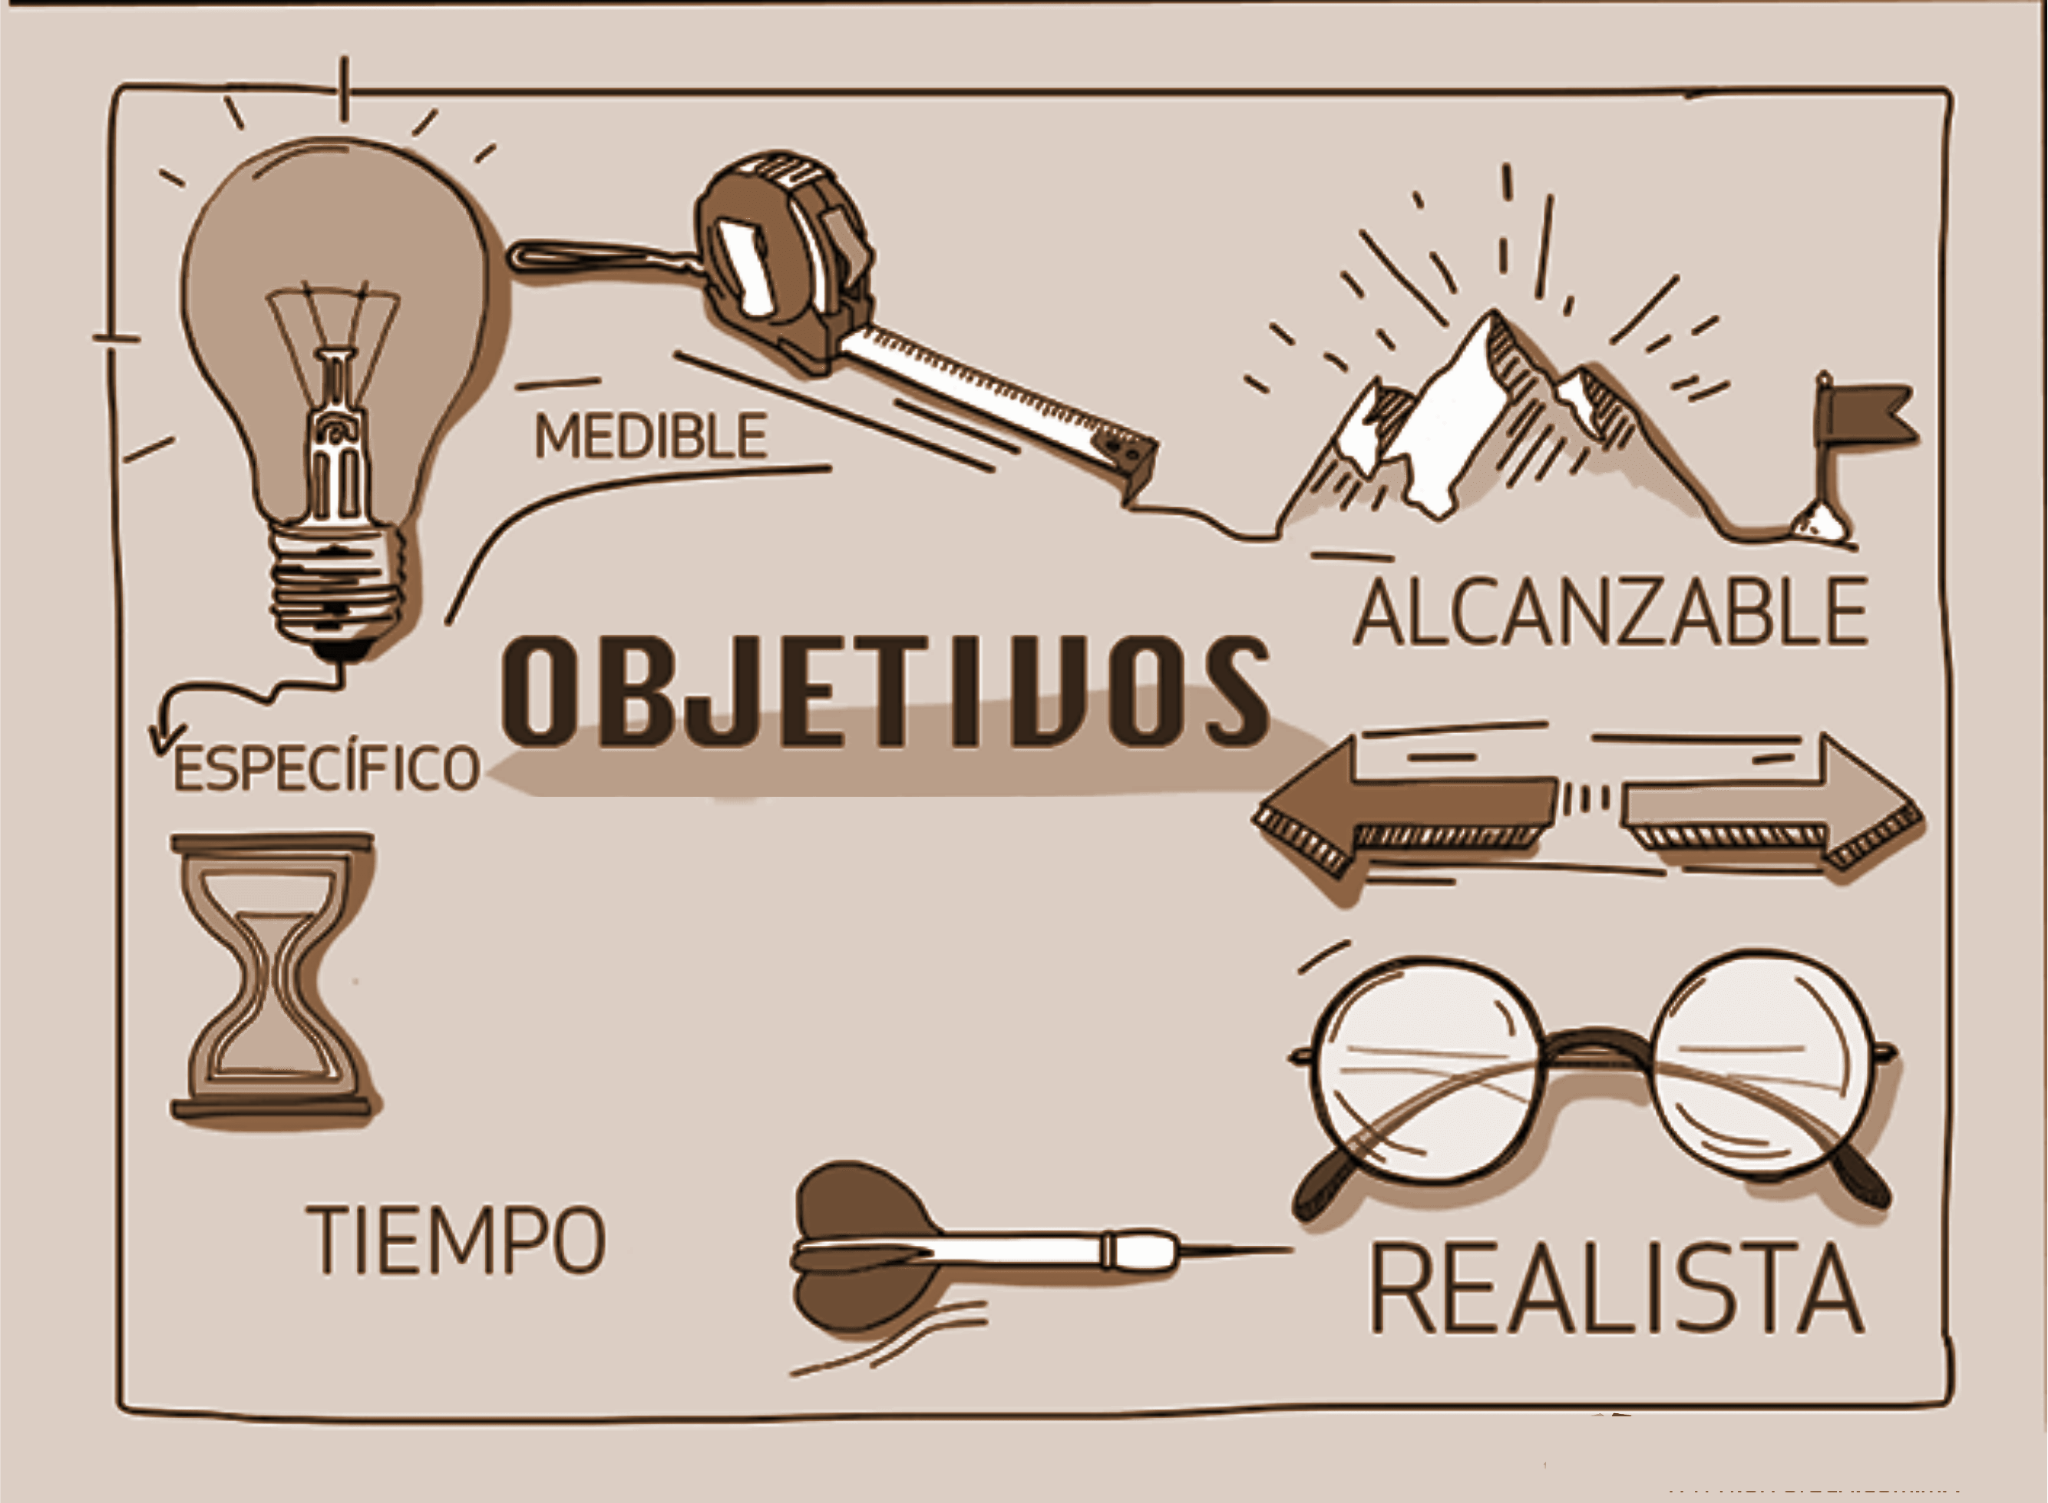 MEDIBLE
ALCANZABLE
OBJETIVOS
ESPECÍFICO
TIEMPO
REALISTA